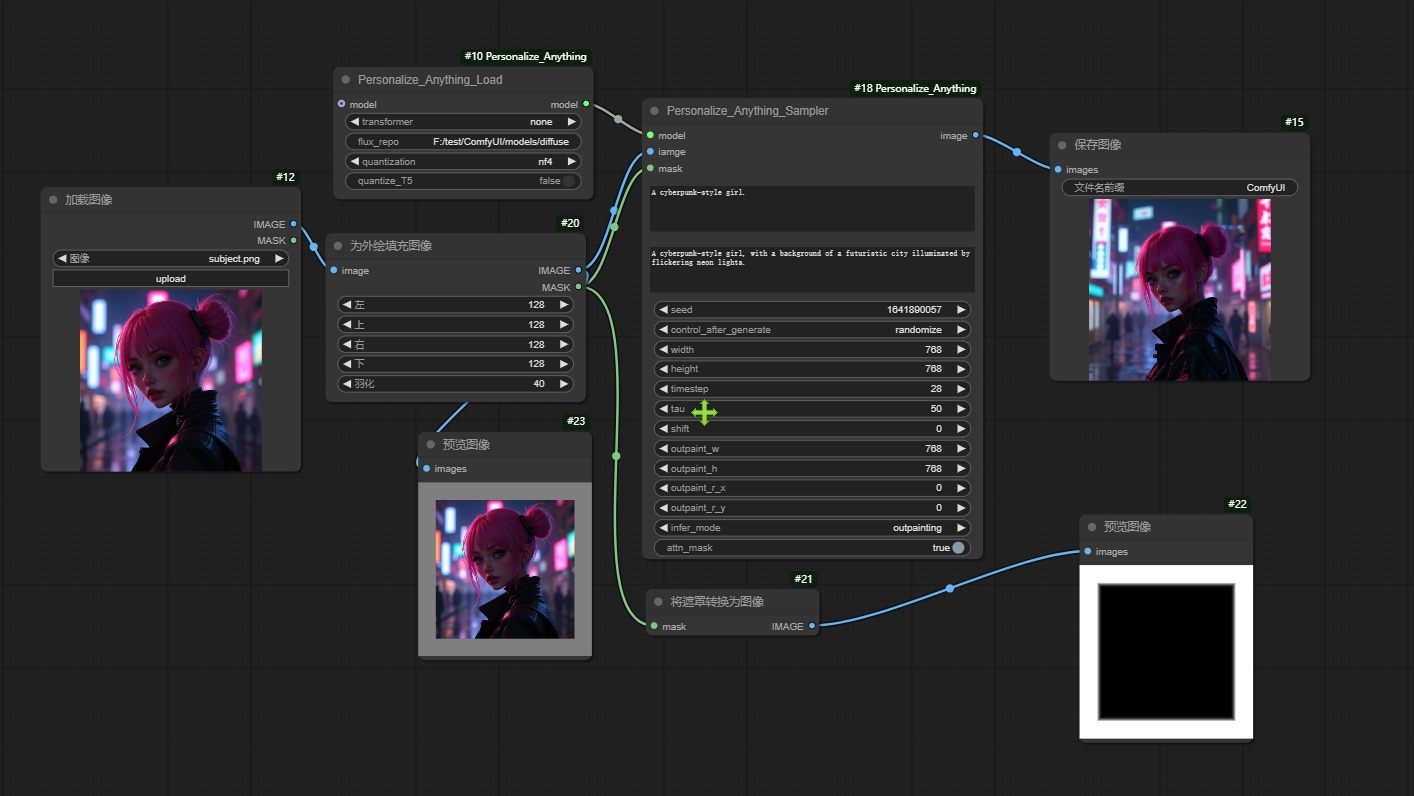 #10 Personalize_Anything
Personalize_Anything_Load
model
model
transformer
none
flux_repo
F:/test/ComfyUI/models/diffuse
quantization
nf4
quantize_T5
false
#12
加载图像
IMAGE
MASK
图像
subject.png
upload
#20
为外绘填充图像
image
IMAGE
MASK
左
128
上
128
右
128
下
128
羽化
40
#23
预览图像
images
#18 Personalize_Anything
Personalize_Anything_Sampler
model
image
iamge
mask
A cyberpunk-style girl.
A cyberpunk-style girl, with a background of a futuristic city illuminated by
flickering neon lights.
seed
1641890057
control_after_generate
randomize
width
768
height
768
timestep
28
tau
50
shift
0
outpaint_w
768
outpaint_h
768
outpaint_r_x
0
outpaint_r_y
0
infer_mode
outpainting
attn_mask
true
#21
将遮罩转换为图像
mask
IMAGE
#15
保存图像
images
文件名前缀
ComfyUI
#22
预览图像
images